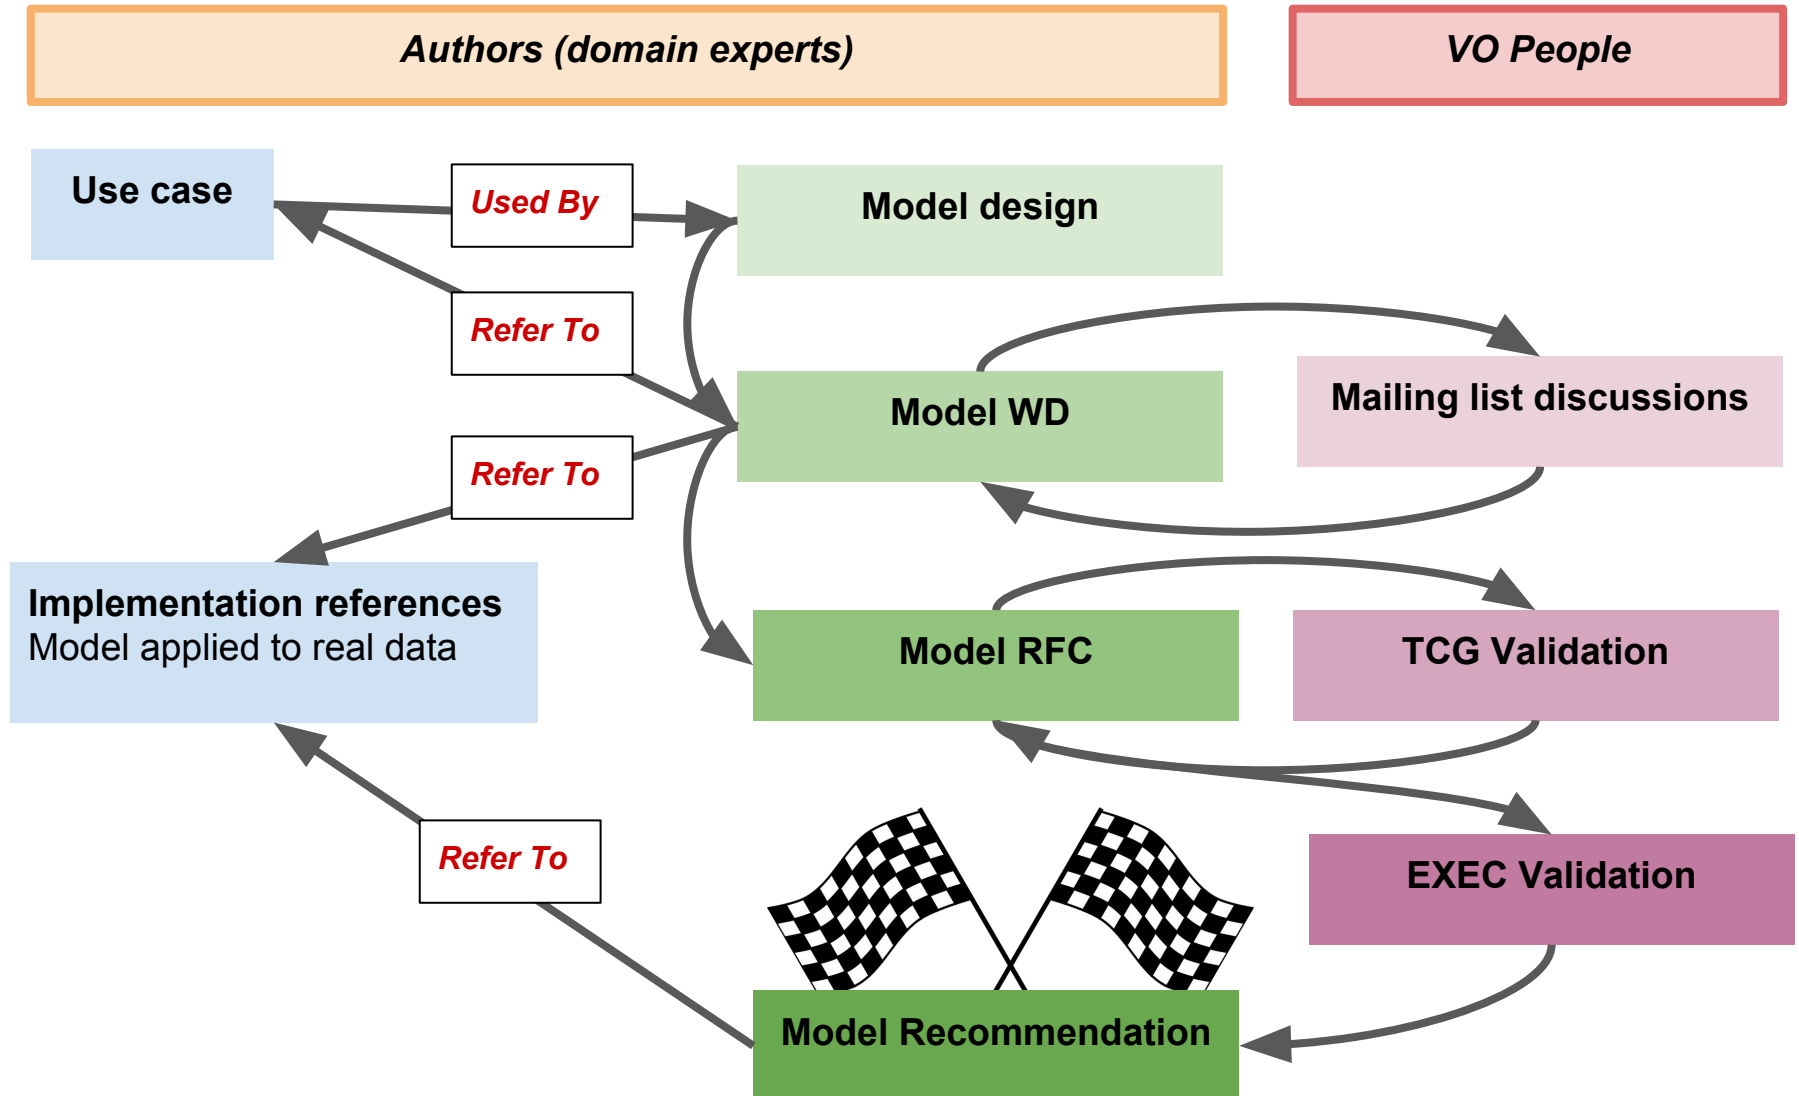 Authors (domain experts)
VO People
Use case
Used By
Model design
Refer To
Model WD
Mailing list discussions
Refer To
Implementation references
Model applied to real data
Model RFC
TCG Validation
Refer To
EXEC Validation
Model Recommendation